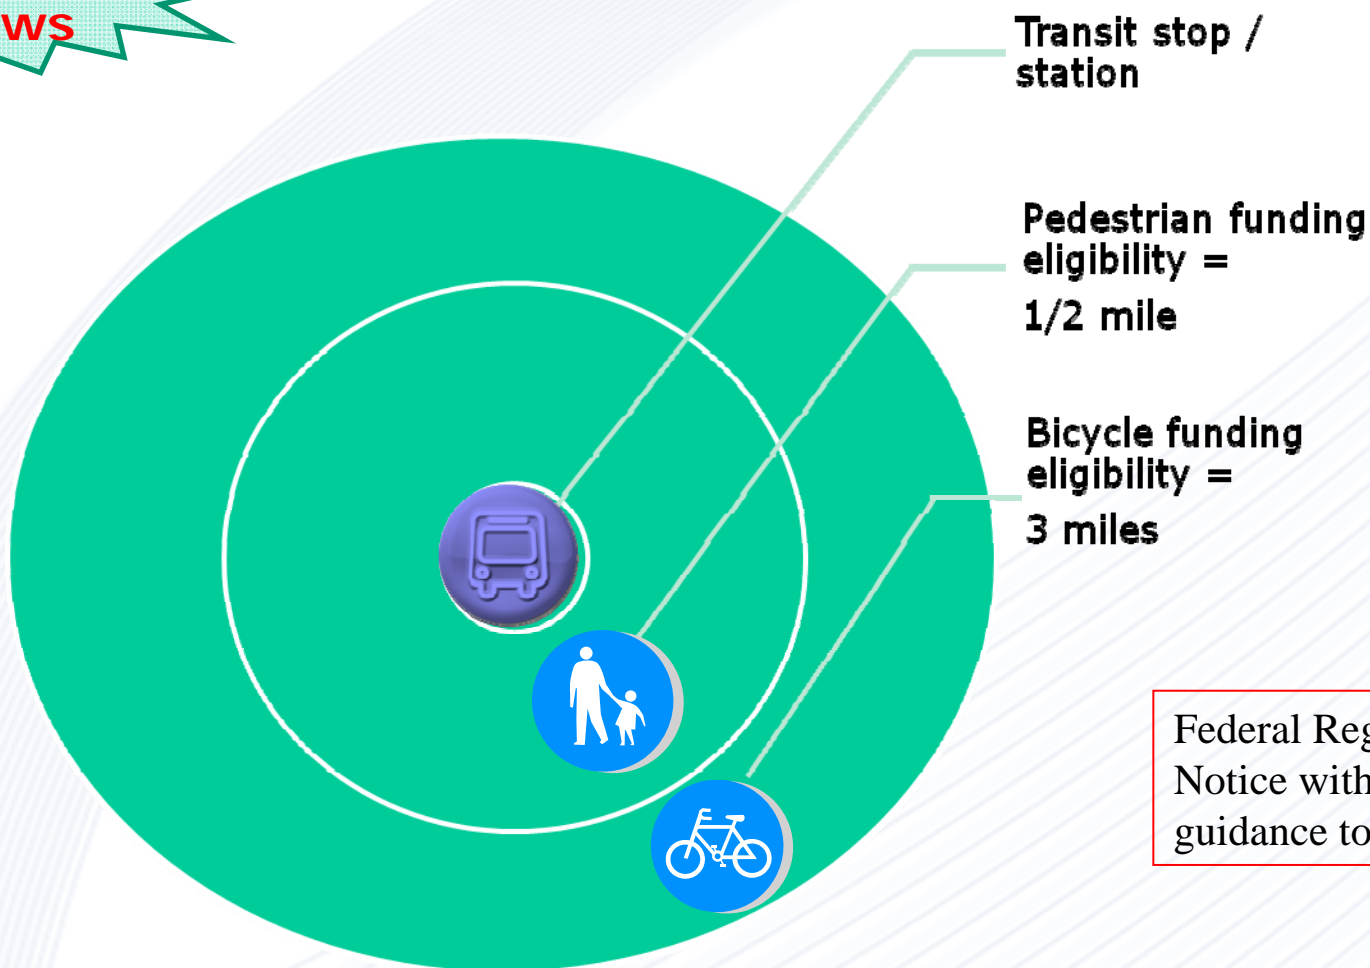 WS
Transit stop /
station
Pedestrian funding
eligibility =
1/2 mile
Bicycle funding
eligibility =
3 miles
Federal Reg
Notice with
guidance to